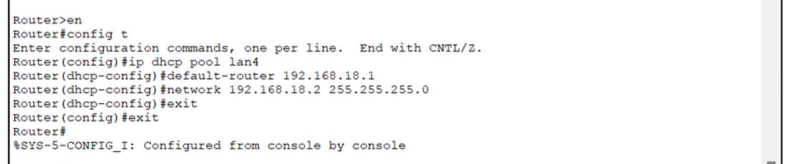 Router>en
Router#config t
Enter configuration commands, one per line.  End with CNTL/Z.
Router(config)#ip dhcp pool lan4
Router(dhcp-config)#default-router 192.168.18.1
Router(dhcp-config)#network 192.168.18.2 255.255.255.0
Router(dhcp-config)#exit
Router(config)#exit
Router#
%SYS-5-CONFIG_I: Configured from console by console